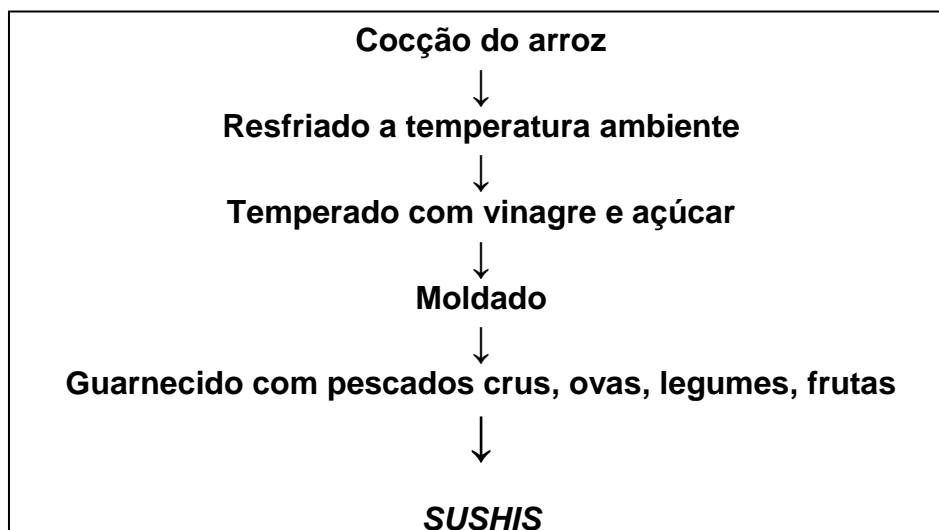 Cocção do arroz
↓
Resfriado a temperatura ambiente
↓
Temperado com vinagre e açúcar
↓
Moldado
↓
Guarnecido com pescados crus, ovas, legumes, frutas
↓
SUSHIS